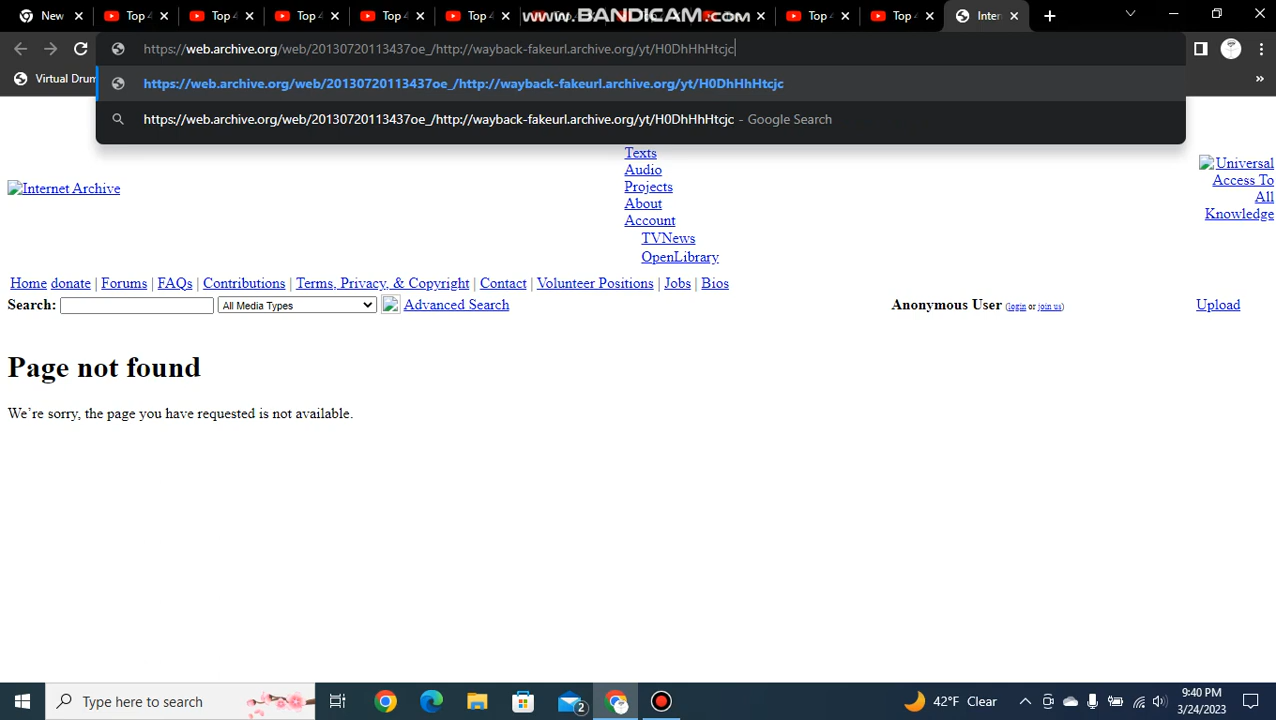 New
Top
Top
Top
Top
Top
www.BANDICAM.com
Top
Top
Inter
https://web.archive.org/web/20130720113437oe_/http://wayback-fakeurl.archive.org/yt/H0DhHhHtcjc
Virtual Drum
»
https://web.archive.org/web/20130720113437oe_/http://wayback-fakeurl.archive.org/yt/H0DhHhHtcjc
https://web.archive.org/web/20130720113437oe_/http://wayback-fakeurl.archive.org/yt/H0DhHhHtcjc - Google Search
Internet Archive
Texts
Audio
Projects
About
Account
TVNews
OpenLibrary
Universal
Access To
All
Knowledge
Home donate | Forums | FAQs | Contributions | Terms, Privacy, & Copyright | Contact | Volunteer Positions | Jobs | Bios
Search: All Media Types Advanced Search Anonymous User (login or join us) Upload
Page not found
We're sorry, the page you have requested is not available.
Type here to search
2
42°F Clear
9:40 PM
3/24/2023